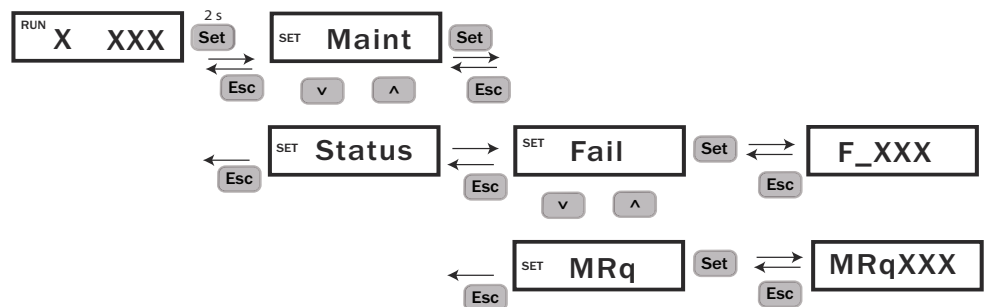 2 s
RUN X XXX Set SET Maint Set
Esc v ^ Esc
SET Status SET Fail Set F_XXX
Esc Esc Esc
v ^
SET MRq Set MRqXXX
Esc Esc